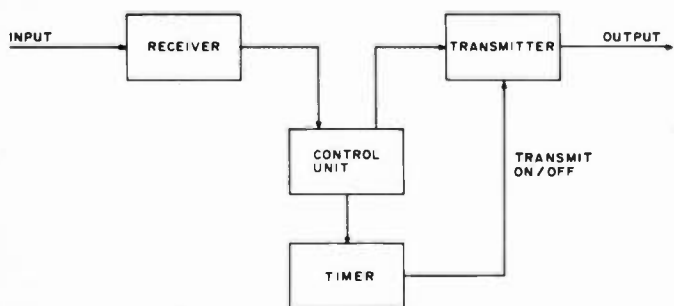 INPUT
RECEIVER
TRANSMITTER
OUTPUT
CONTROL
UNIT
TRANSMIT
ON/OFF
TIMER